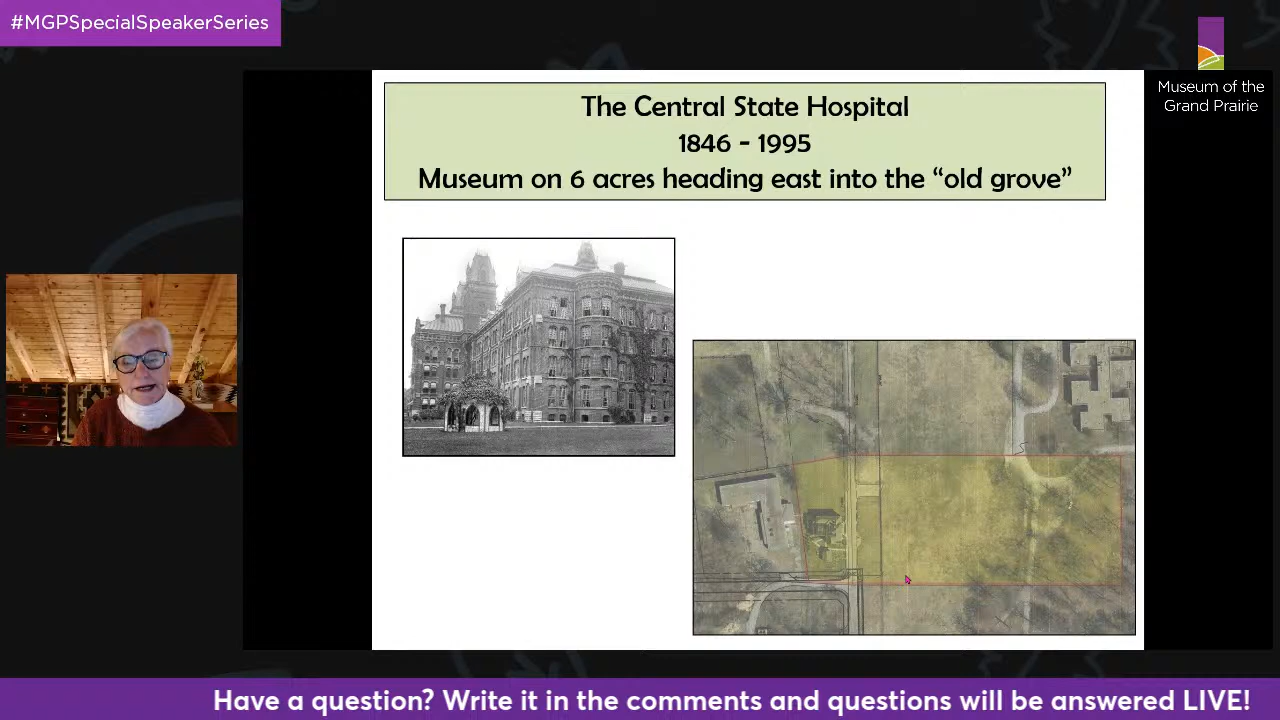 #MGPSpecialSpeakerSeries
Museum of the
Grand Prairie
The Central State Hospital
1846 - 1995
Museum on 6 acres heading east into the “old grove”
Have a question? Write it in the comments and questions will be answered LIVE!